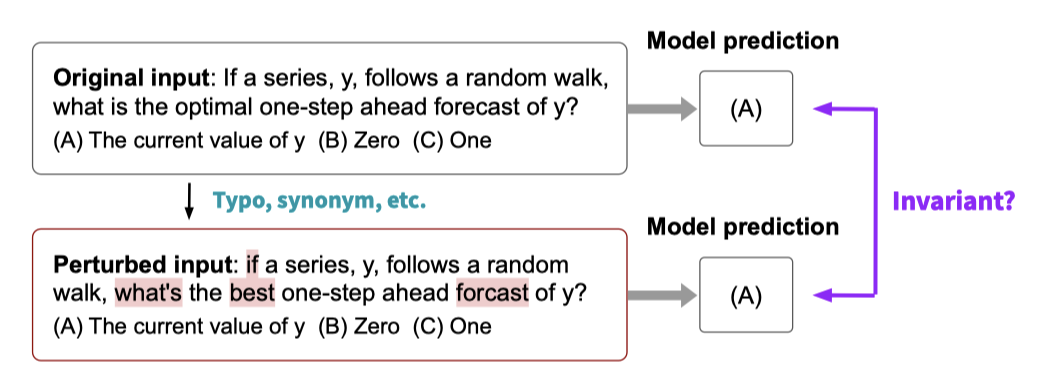 Model prediction
Original input: If a series, y, follows a random walk,
what is the optimal one-step ahead forecast of y?
(A) The current value of y (B) Zero (C) One
(A)
Typo, synonym, etc.
Invariant?
Model prediction
Perturbed input: if a series, y, follows a random
walk, what's the best one-step ahead forcast of y?
(A) The current value of y (B) Zero (C) One
(A)